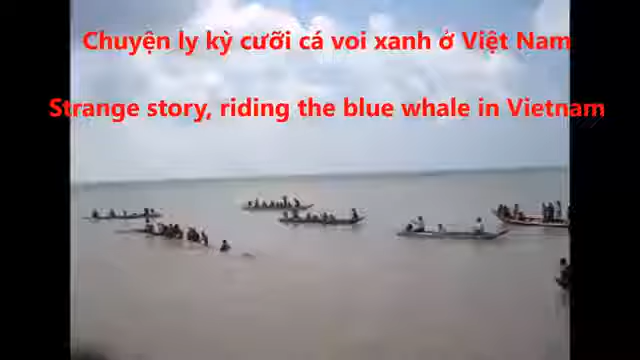 Chuyện ly kỳ cưỡi cá voi xanh ở Việt Nam
Strange story, riding the blue whale in Vietnam